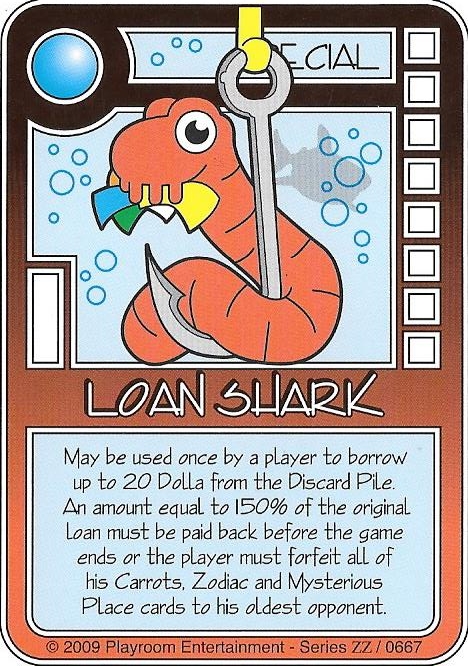 SPECIAL
LOAN SHARK
May be used once by a player to borrow
up to 20 Dolla from the Discard Pile.
An amount equal to 150% of the original
loan must be paid back before the game
ends or the player must forfeit all of
his Carrots, Zodiac and Mysterious
Place cards to his oldest opponent.
© 2009 Playroom Entertainment - Series ZZ / 0667